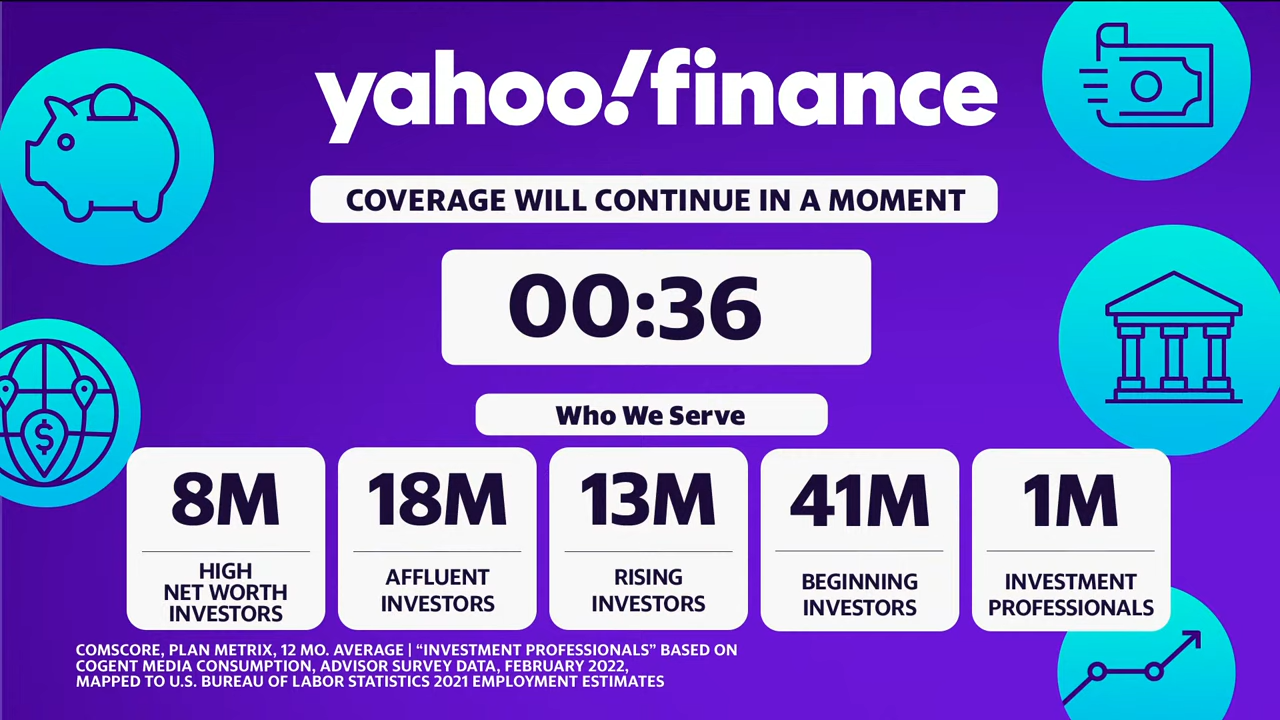 yahoo!finance
COVERAGE WILL CONTINUE IN A MOMENT
00:36
Who We Serve
8M
HIGH
NET WORTH
INVESTORS
18M
AFFLUENT
INVESTORS
13M
RISING
INVESTORS
41M
BEGINNING
INVESTORS
1M
INVESTMENT
PROFESSIONALS
COMSCORE, PLAN METRIX, 12 MO. AVERAGE | “INVESTMENT PROFESSIONALS” BASED ON
COGENT MEDIA CONSUMPTION, ADVISOR SURVEY DATA, FEBRUARY 2022,
MAPPED TO U.S. BUREAU OF LABOR STATISTICS 2021 EMPLOYMENT ESTIMATES
$